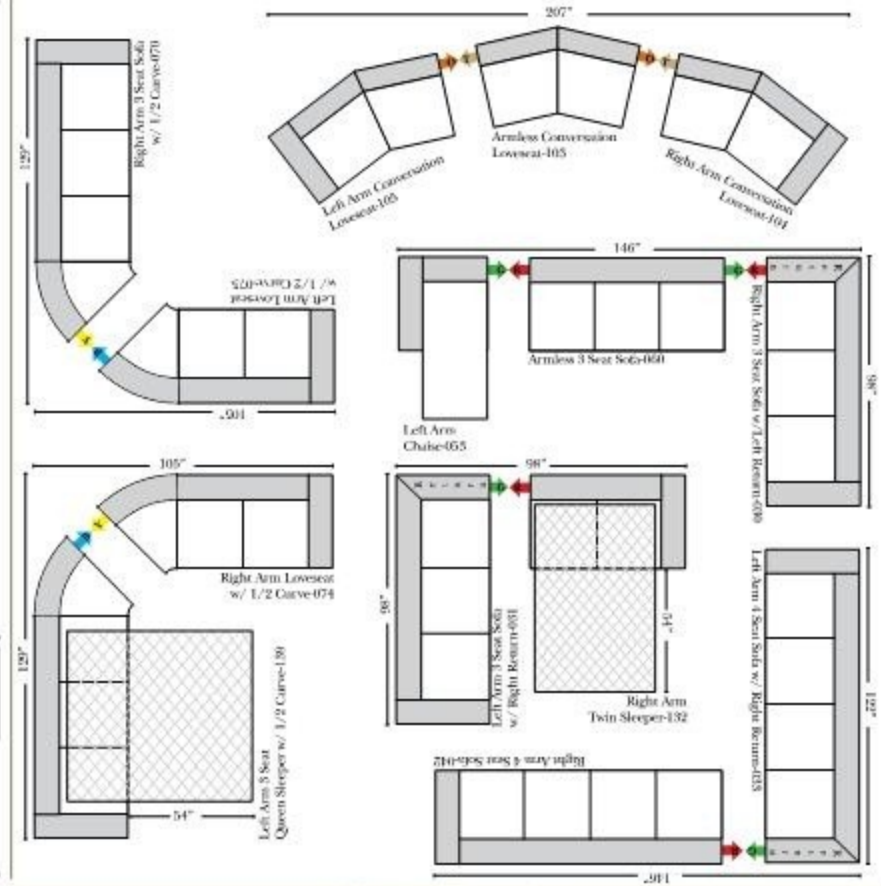 207"
Right Arm 3 Seat Sofa
w/ 1/2 Curve-070
129"
Left Arm Loveseat
w/ 1/2 Curve-075
105"
Left Arm Conversation
Loveseat-103
Armless Conversation
Loveseat-105
Right Arm Conversation
Loveseat-104
146"
Left Arm
Chaise-053
Armless 3 Seat Sofa-060
Right Arm 3 Seat Sofa w/Left Return-030
98"
105"
Right Arm Loveseat
w/ 1/2 Curve-074
129"
Left Arm 3 Seat
Queen Sleeper w/ 1/2 Curve-139
54"
98"
Return
98"
Left Arm 3 Seat Sofa
w/ Right Return-031
54"
Right Arm
Twin Sleeper-132
Left Arm 4 Seat Sofa w/ Right Return-033
122"
Right Arm 4 Seat Sofa-042
Return
146"